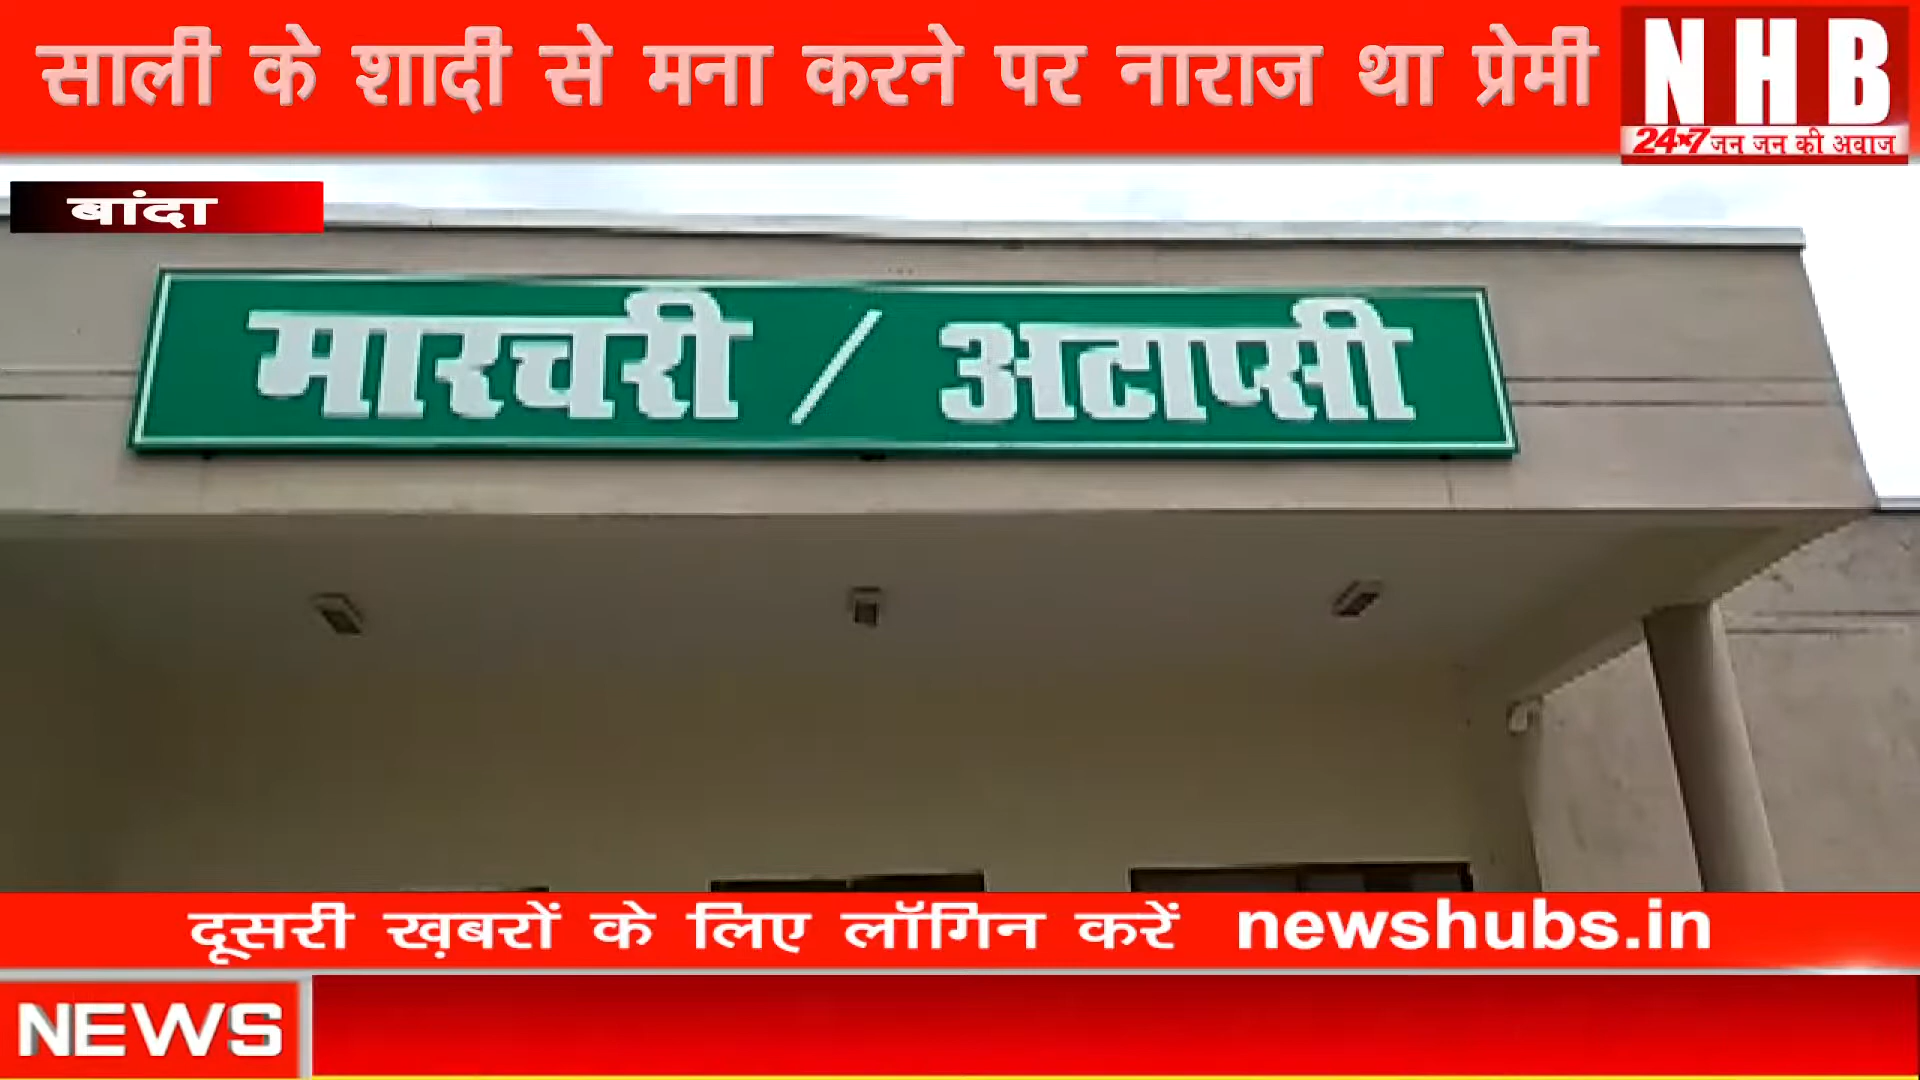 साली के शादी से मना करने पर नाराज था प्रेमी
NHB
24x7 जन जन की अवाज
बांदा
मारचरी / अटाप्सी
दूसरी ख़बरों के लिए लॉगिन करें newshubs.in
NEWS